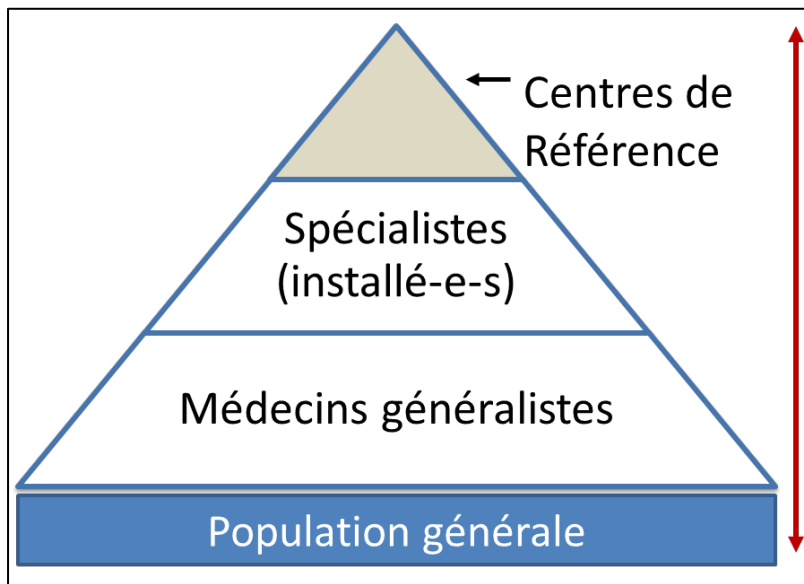 Centres de
Référence
Spécialistes
(installé-e-s)
Médecins généralistes
Population générale